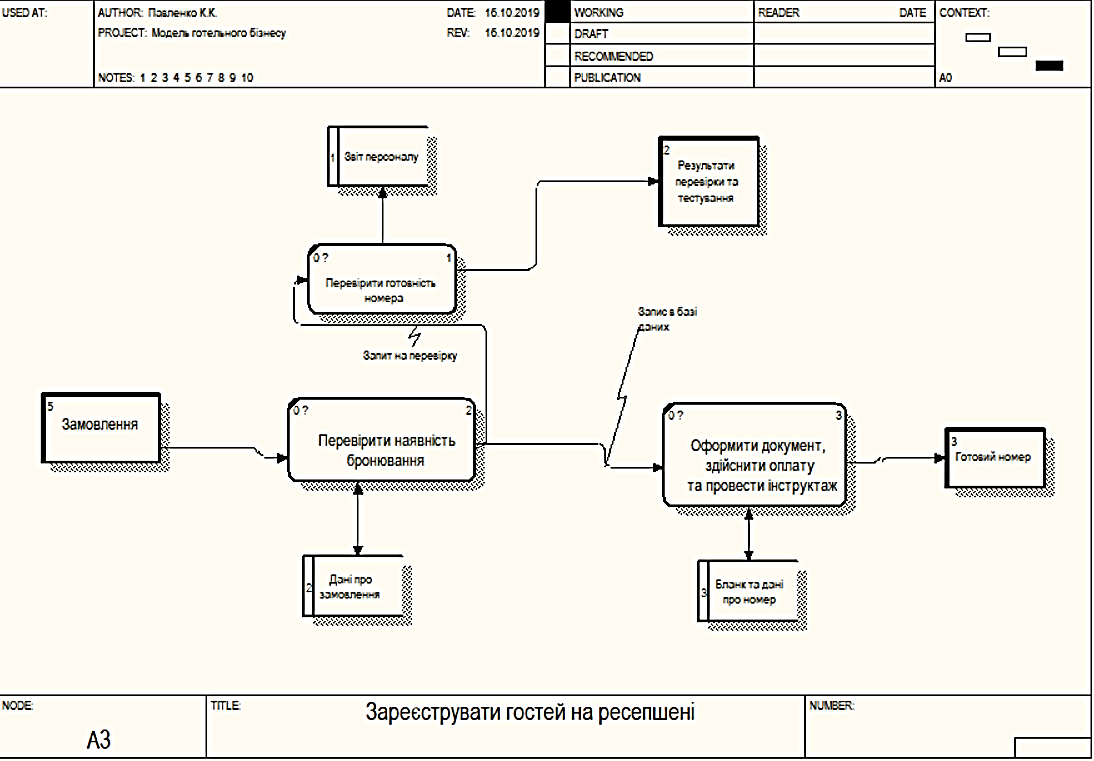 USED AT:
AUTHOR: Павленко К.К.
DATE: 16.10.2019
PROJECT: Модель готельного бізнесу
REV: 16.10.2019
NOTES: 1 2 3 4 5 6 7 8 9 10
WORKING
DRAFT
RECOMMENDED
PUBLICATION
READER
DATE
CONTEXT:
A0
1
Звіт персоналу
2
Результати
перевірки та
тестування
0 ?
1
Перевірити готовність
номера
Запит на перевірку
Запис в базі
даних
5
Замовлення
0 ?
2
Перевірити наявність
бронювання
0 ?
3
Оформити документ,
здійснити оплату
та провести інструктаж
3
Готовий номер
2
Дані про
замовлення
3
Бланк та дані
про номер
NODE:
A3
TITLE:
Зареєструвати гостей на ресепшені
NUMBER: